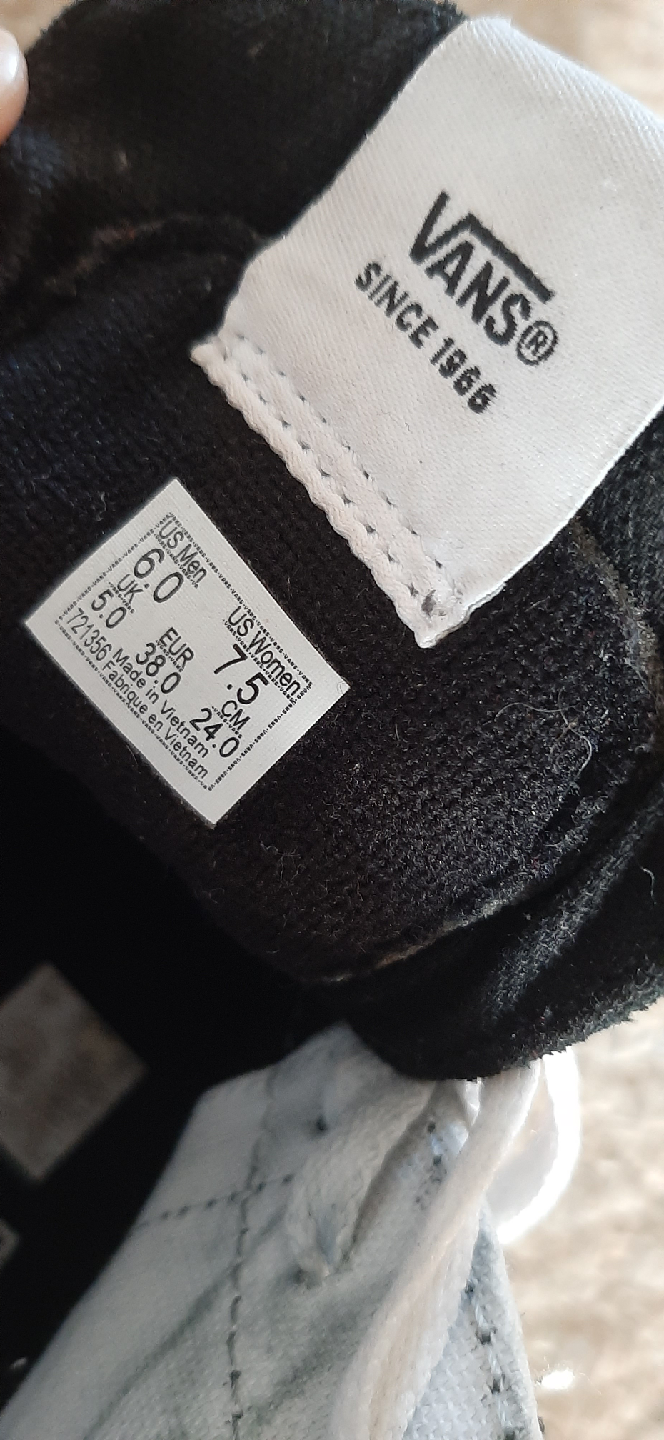 VANS®
SINCE 1966
US Men
6.0
US Women
7.5
UK
5.0
EUR
38.0
CM
24.0
721356 Made in Vietnam
Fabrique en Vietnam